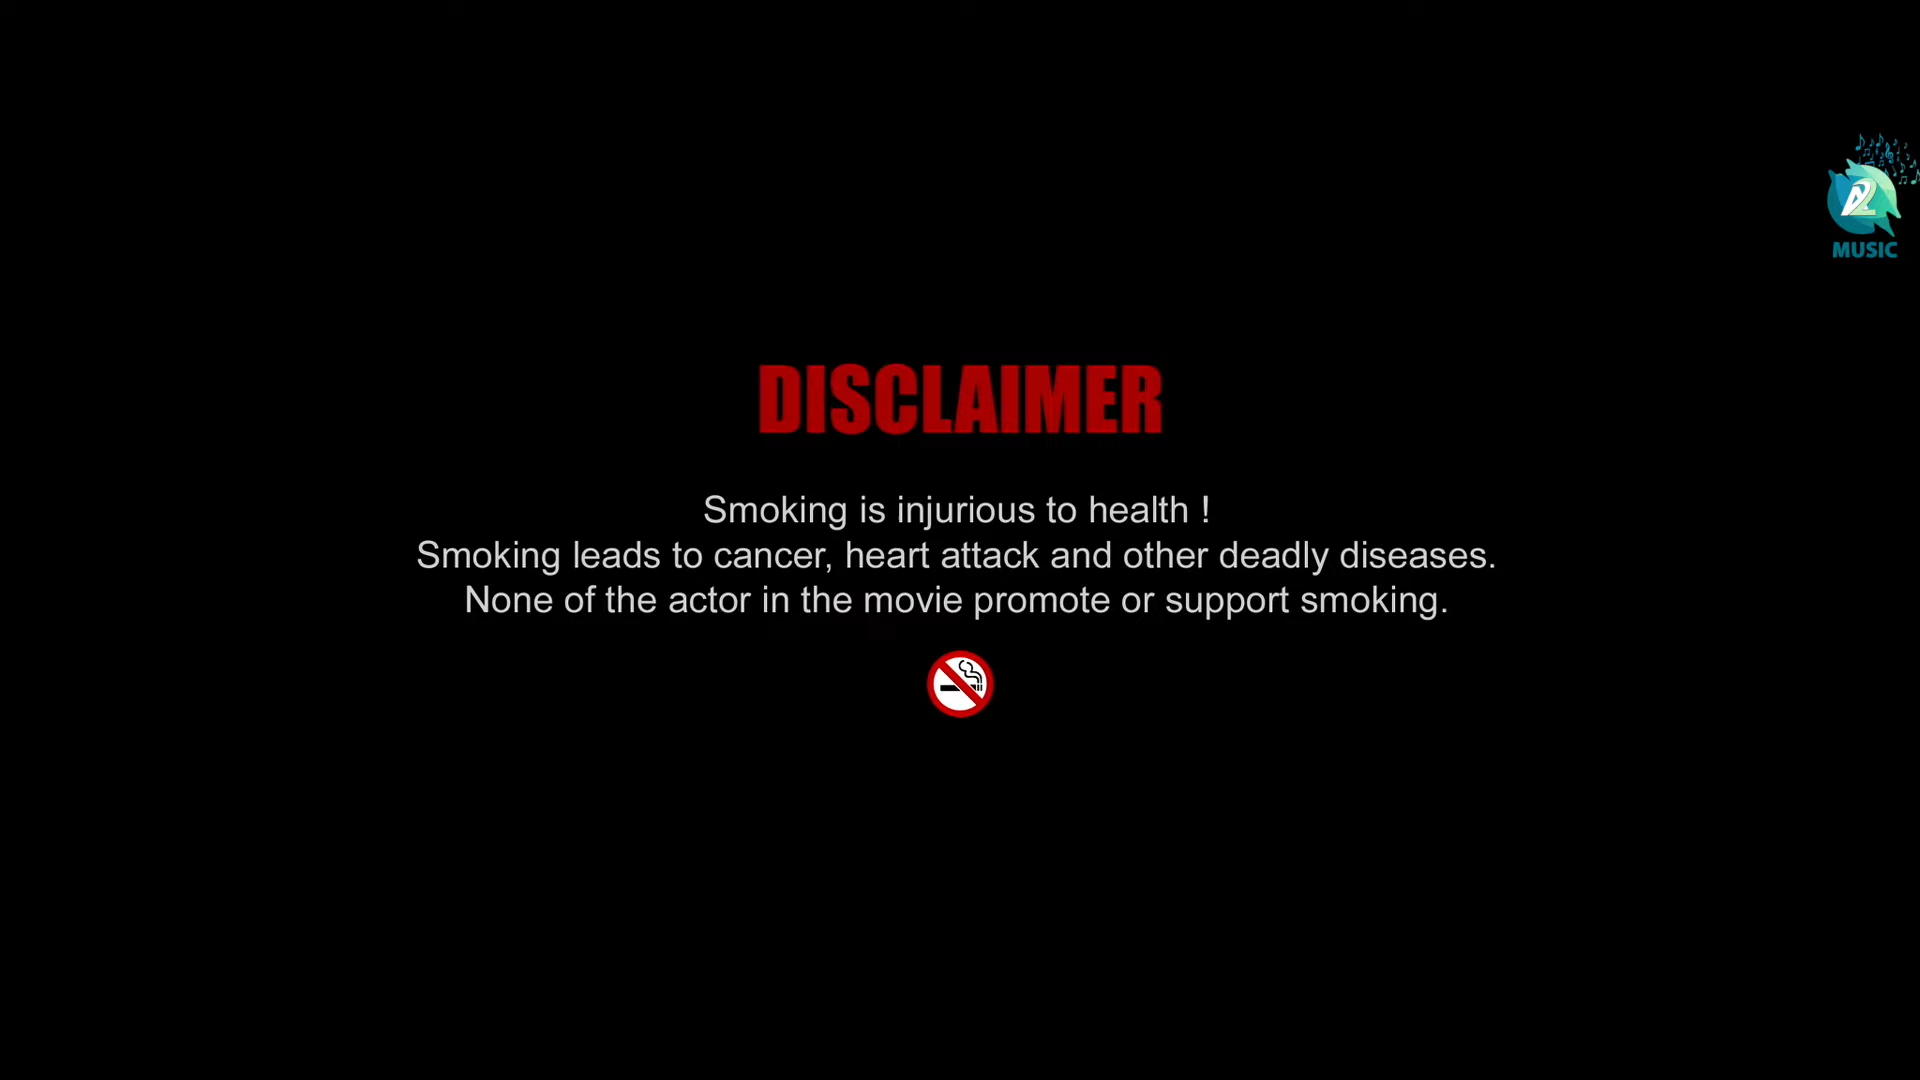 A2
MUSIC
DISCLAIMER
Smoking is injurious to health !
Smoking leads to cancer, heart attack and other deadly diseases.
None of the actor in the movie promote or support smoking.